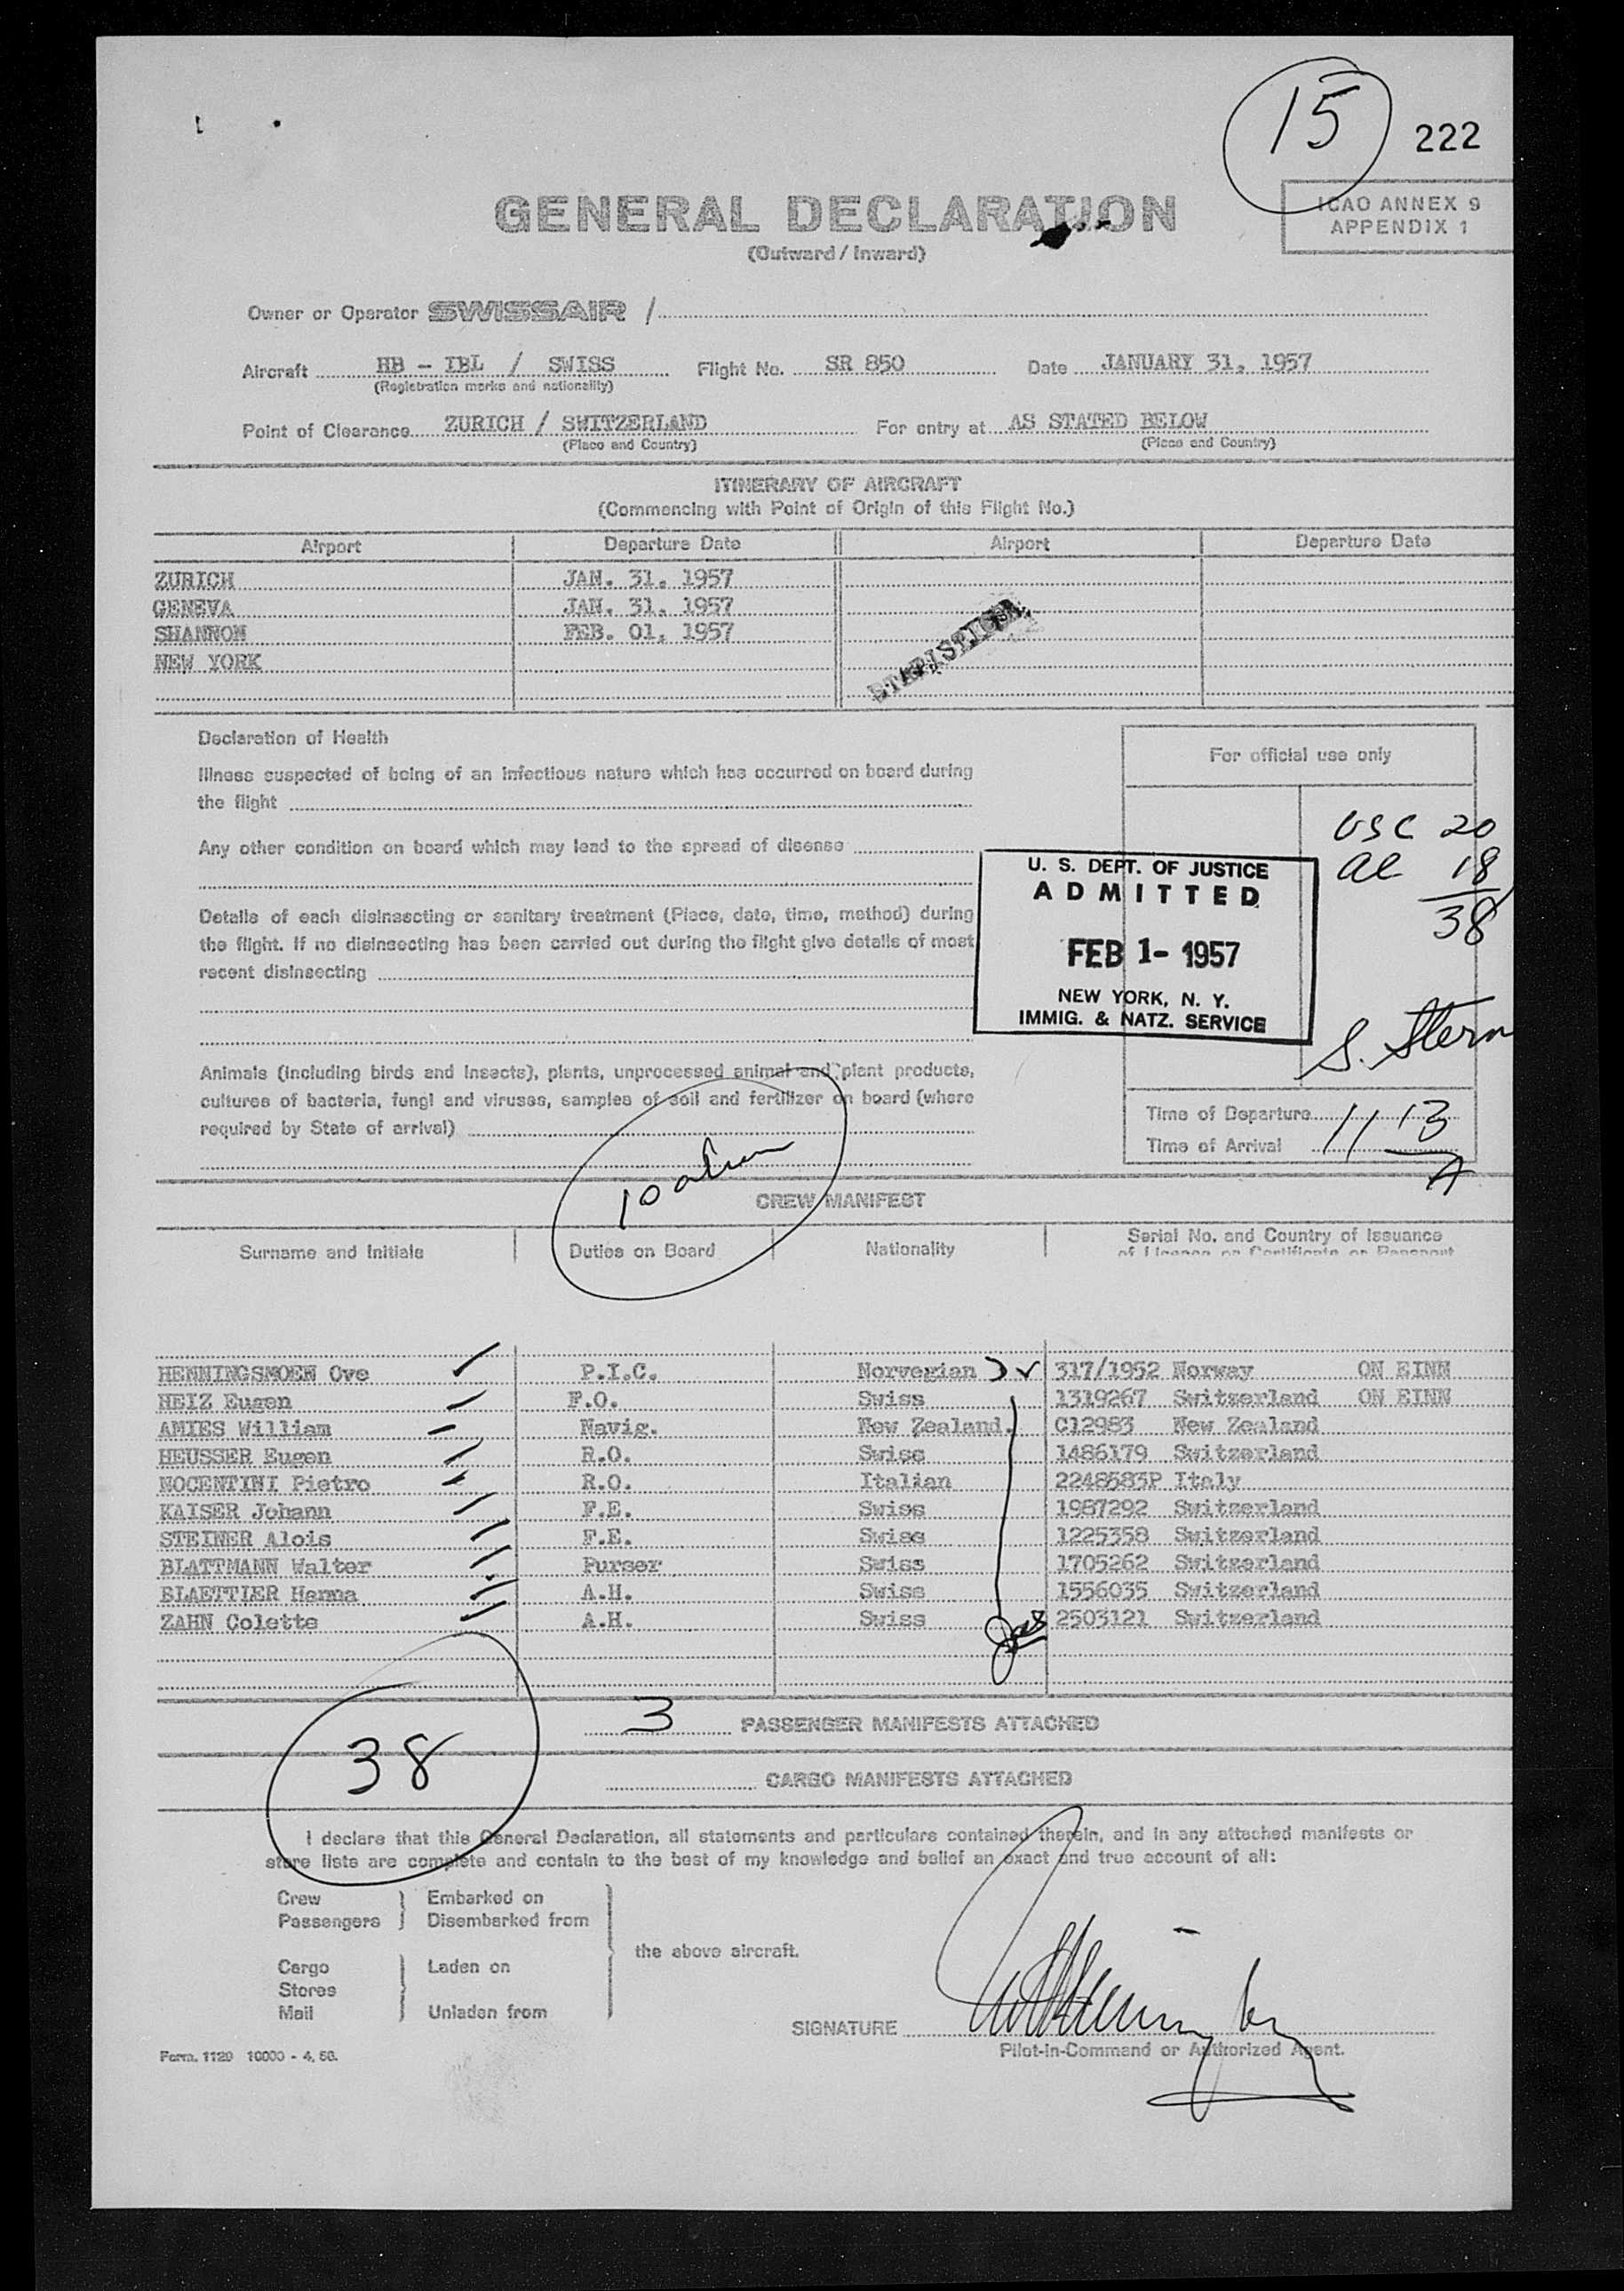 15 222
GENERAL DECLARATION
(Outward / Inward)
ICAO ANNEX 9
APPENDIX 1
Owner or Operator SWISSAIR /
Aircraft HB - IBL / SWISS Flight No. SR 850 Date JANUARY 31, 1957
(Registration marks and nationality)
Point of Clearance ZURICH / SWITZERLAND For entry at AS STATED BELOW
(Place and Country) (Place and Country)
ITINERARY OF AIRCRAFT
(Commencing with Point of Origin of this Flight No.)
Airport Departure Date Airport Departure Date
ZURICH JAN. 31. 1957
GENEVA JAN. 31. 1957
SHANNON FEB. 01. 1957
NEW YORK
Declaration of Health
Illness suspected of being of an infectious nature which has occurred on board during
the flight
Any other condition on board which may lead to the spread of disease
Details of each disinsecting or sanitary treatment (Place, date, time, method) during
the flight. If no disinsecting has been carried out during the flight give details of most
recent disinsecting
Animals (including birds and insects), plants, unprocessed animal and plant products,
cultures of bacteria, fungi and viruses, samples of soil and fertilizer on board (where
required by State of arrival)
For official use only
USC 20
al 18
38
U. S. DEPT. OF JUSTICE
ADMITTED
FEB 1- 1957
NEW YORK, N. Y.
IMMIG. & NATZ. SERVICE
S. Stern
Time of Departure
Time of Arrival 11 13
A
10
CREW MANIFEST
Surname and Initials Duties on Board Nationality Serial No. and Country of Issuance
of Licence or Certificate or Passport
HENNINGSMOEN Ove P.I.C. Norwegian 317/1952 Norway ON EINN
HEIZ Eugen F.O. Swiss 1319267 Switzerland ON EINN
AMIES William Navig. New Zealand. C12983 New Zealand
HEUSSER Eugen R.O. Swiss 1486179 Switzerland
NOCENTINI Pietro R.O. Italian 2248583P Italy
KAISER Johann F.E. Swiss 1987292 Switzerland
STEINER Alois F.E. Swiss 1225358 Switzerland
BLATTMANN Walter Purser Swiss 1705262 Switzerland
BLAETTLER Hanna A.H. Swiss 1556035 Switzerland
ZAHN Colette A.H. Swiss 2503121 Switzerland
3 PASSENGER MANIFESTS ATTACHED
38
CARGO MANIFESTS ATTACHED
I declare that this General Declaration, all statements and particulars contained therein, and in any attached manifests or
store lists are complete and contain to the best of my knowledge and belief an exact and true account of all:
Crew Embarked on
Passengers Disembarked from
the above aircraft.
Cargo Laden on
Stores
Mail Unladen from
SIGNATURE
Pilot-in-Command or Authorized Agent.
Form. 1120 10000 - 4. 56.